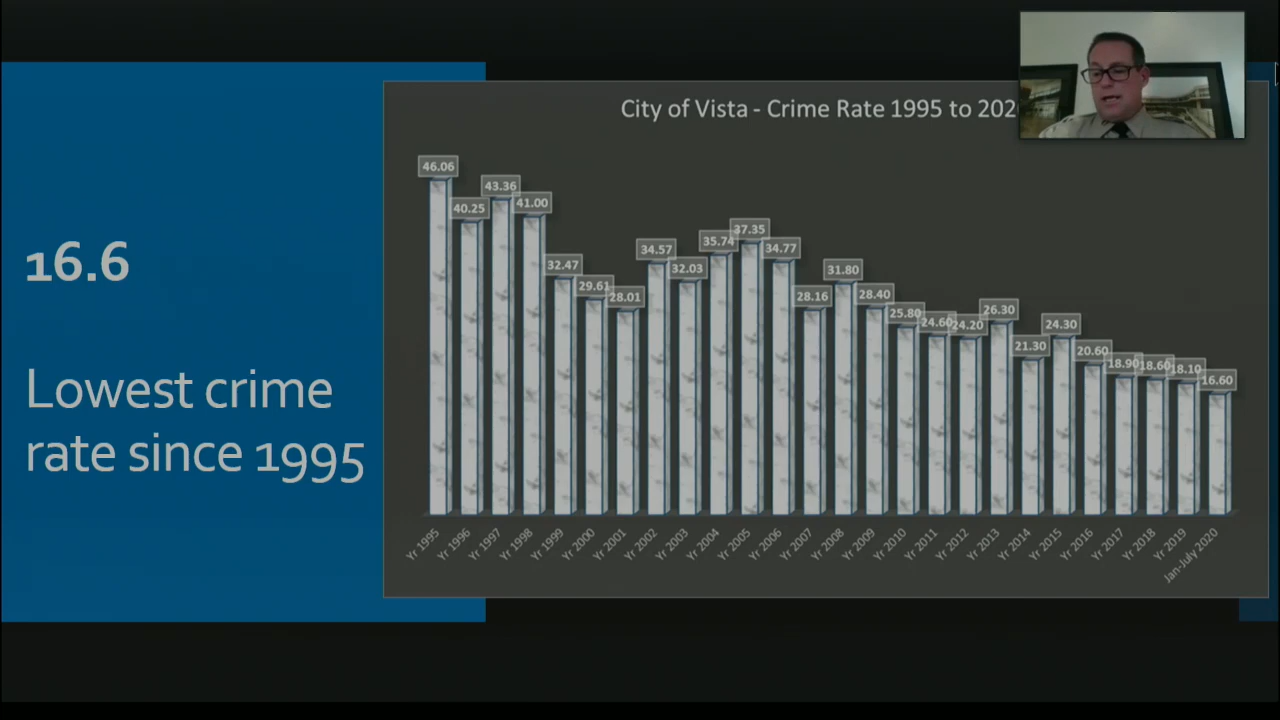 16.6
Lowest crime
rate since 1995
City of Vista - Crime Rate 1995 to 202
46.06
40.25
43.36
41.00
32.47
29.61
28.01
34.57
32.03
35.74
37.35
34.77
28.16
31.80
28.40
25.80
24.60
24.20
26.30
21.30
24.30
20.60
18.90
18.60
18.10
16.60
Yr 1995
Yr 1996
Yr 1997
Yr 1998
Yr 1999
Yr 2000
Yr 2001
Yr 2002
Yr 2003
Yr 2004
Yr 2005
Yr 2006
Yr 2007
Yr 2008
Yr 2009
Yr 2010
Yr 2011
Yr 2012
Yr 2013
Yr 2014
Yr 2015
Yr 2016
Yr 2017
Yr 2018
Yr 2019
Jan-July 2020